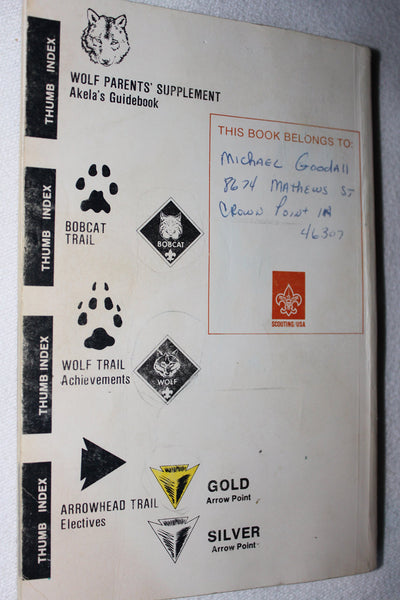 THUMB INDEX
WOLF PARENTS' SUPPLEMENT
Akela's Guidebook
THIS BOOK BELONGS TO:
Michael Goodall
8674 Mathews ST
Crown Point IN
46307
SCOUTING/USA
THUMB INDEX
BOBCAT
TRAIL
BOBCAT
THUMB INDEX
WOLF TRAIL
Achievements
WOLF
THUMB INDEX
ARROWHEAD TRAIL
Electives
GOLD
Arrow Point
SILVER
Arrow Point